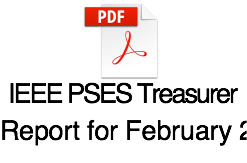 PDF
IEEE PSES Treasurer
Report for February 2